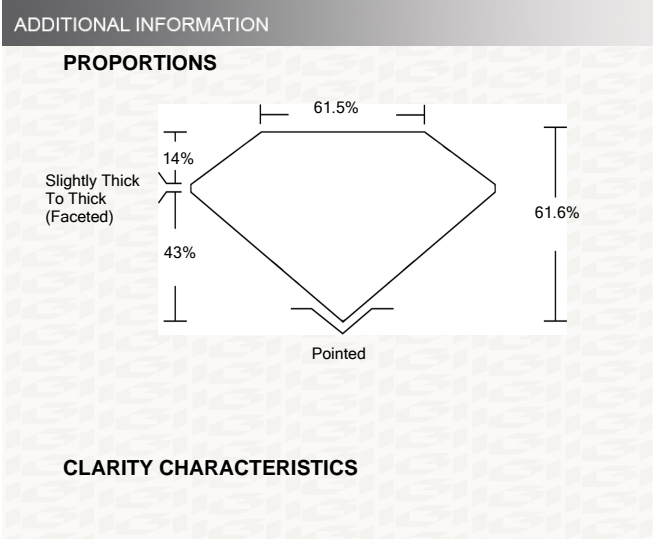 ADDITIONAL INFORMATION
PROPORTIONS
61.5%
14%
Slightly Thick
To Thick
(Faceted)
61.6%
43%
Pointed
CLARITY CHARACTERISTICS